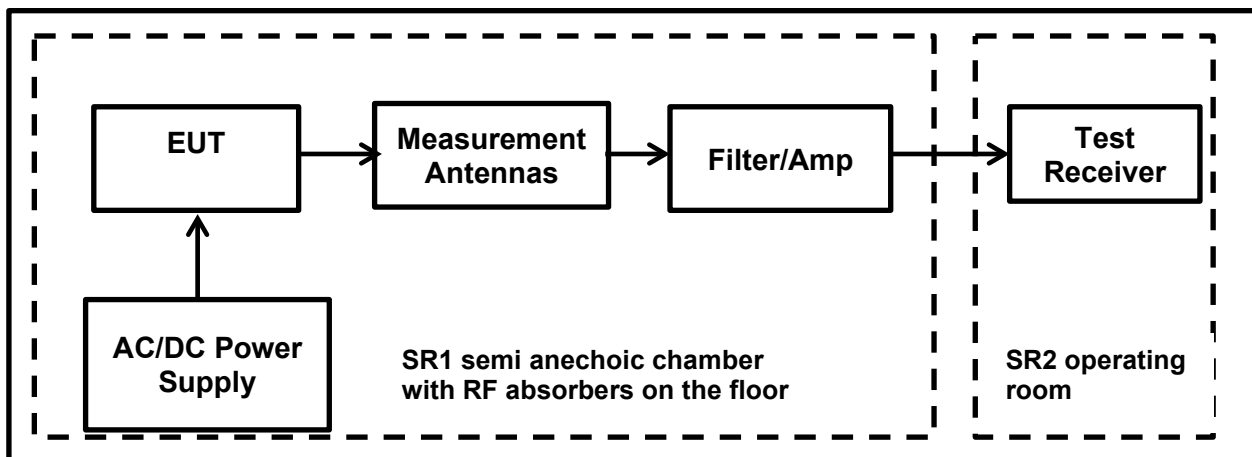 EUT
Measurement
Antennas
Filter/Amp
Test
Receiver
AC/DC Power
Supply
SR1 semi anechoic chamber
with RF absorbers on the floor
SR2 operating
room